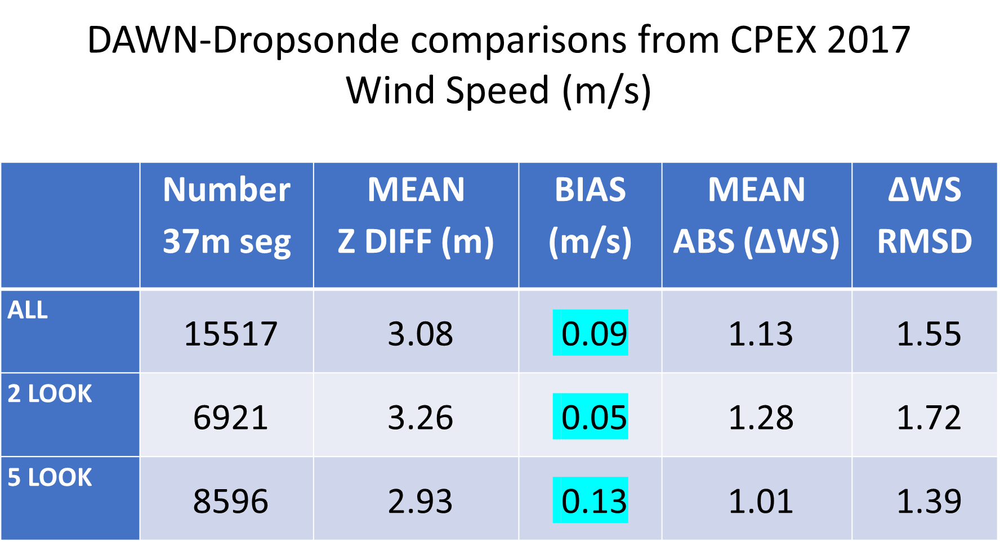 DAWN-Dropsonde comparisons from CPEX 2017
Wind Speed (m/s)
Number 37m seg MEAN Z DIFF (m) BIAS (m/s) MEAN ABS (ΔWS) ΔWS RMSD
ALL 15517 3.08 0.09 1.13 1.55
2 LOOK 6921 3.26 0.05 1.28 1.72
5 LOOK 8596 2.93 0.13 1.01 1.39